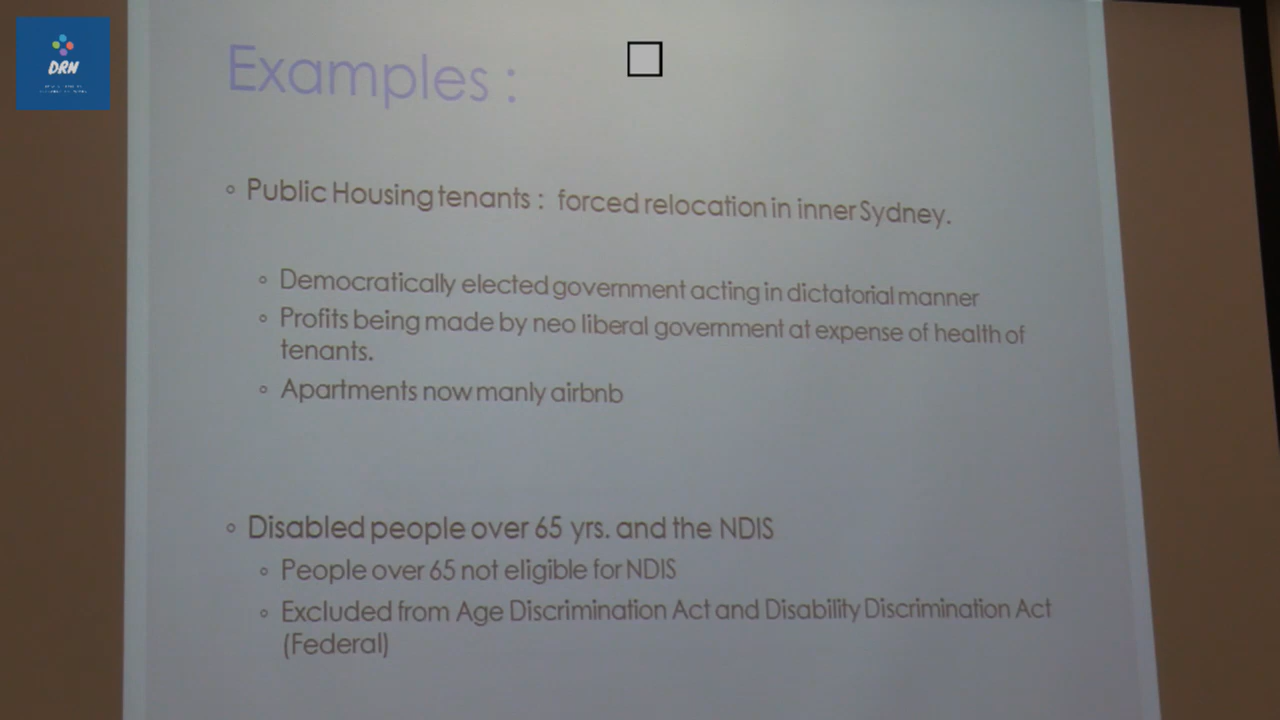 DRN
Examples :
Public Housing tenants : forced relocation in inner Sydney.
Democratically elected government acting in dictatorial manner
Profits being made by neo liberal government at expense of health of
tenants.
Apartments now manly airbnb
Disabled people over 65 yrs. and the NDIS
People over 65 not eligible for NDIS
Excluded from Age Discrimination Act and Disability Discrimination Act
(Federal)